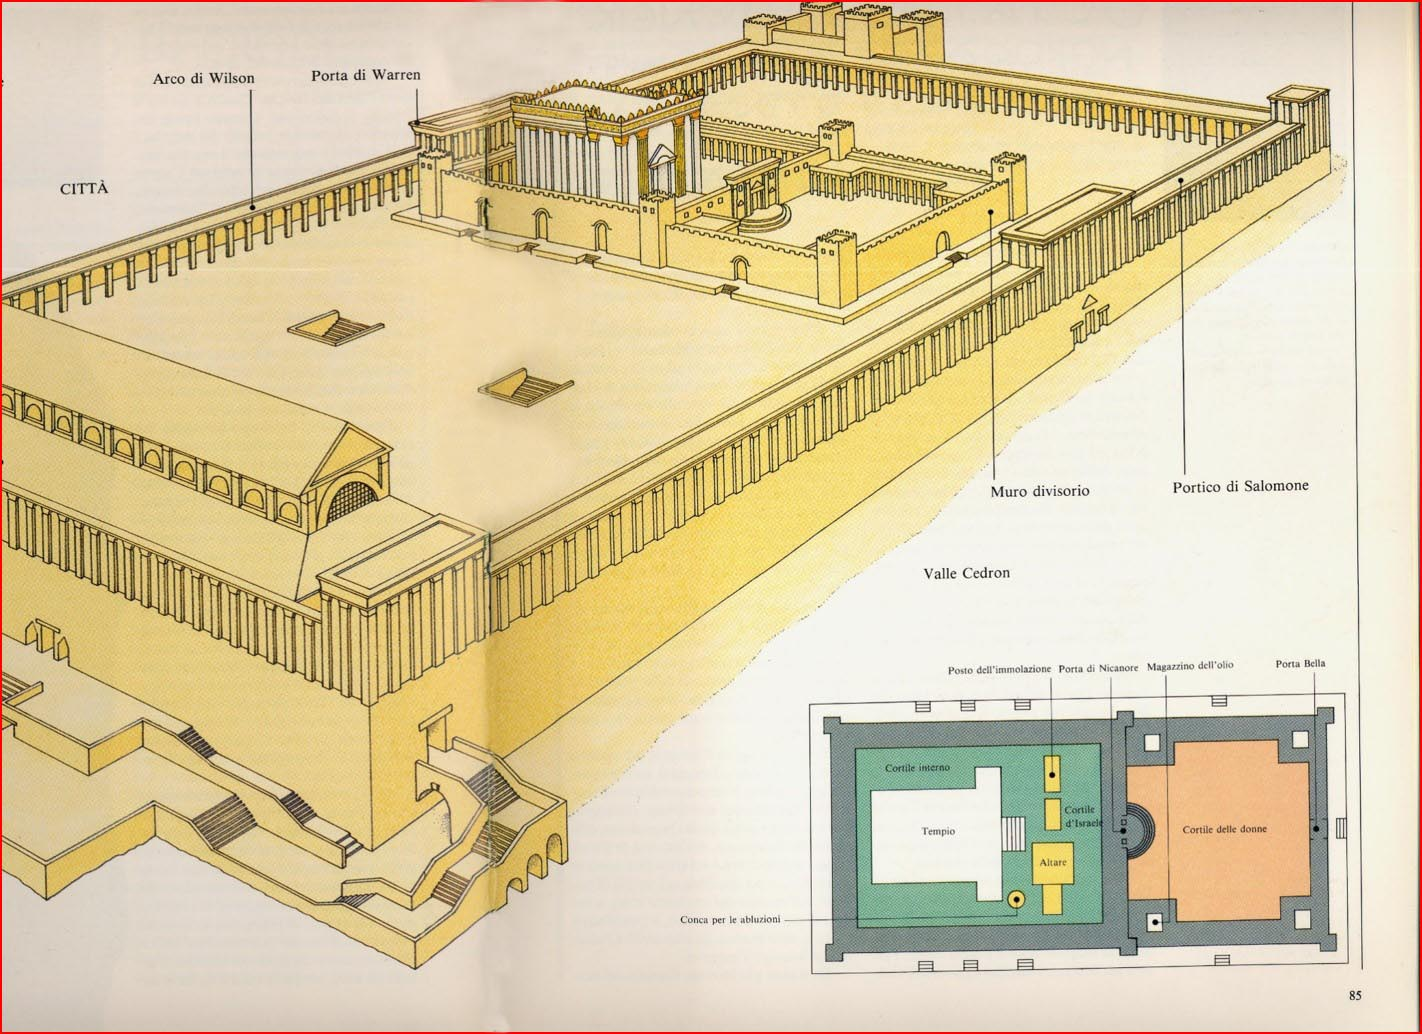 Arco di Wilson
Porta di Warren
CITTÀ
Muro divisorio
Portico di Salomone
Valle Cedron
Posto dell'immolazione
Porta di Nicanore
Magazzino dell'olio
Porta Bella
Cortile interno
Cortile
d'Israele
Tempio
Cortile delle donne
Altare
Conca per le abluzioni
85